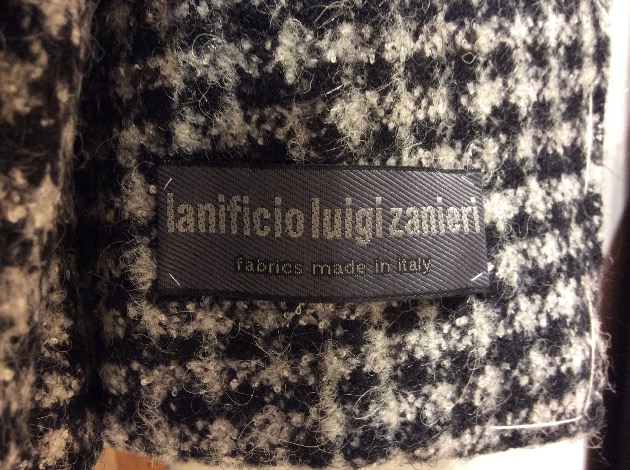 lanificio luigi zanieri
fabrics made in italy